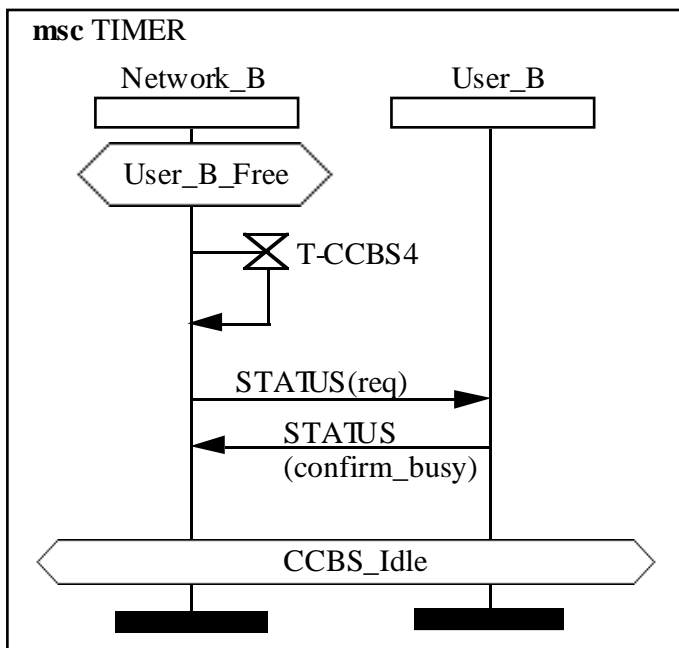 msc TIMER
Network_B
User_B
User_B_Free
T-CCBS4
STATUS(req)
STATUS
(confirm_busy)
CCBS_Idle